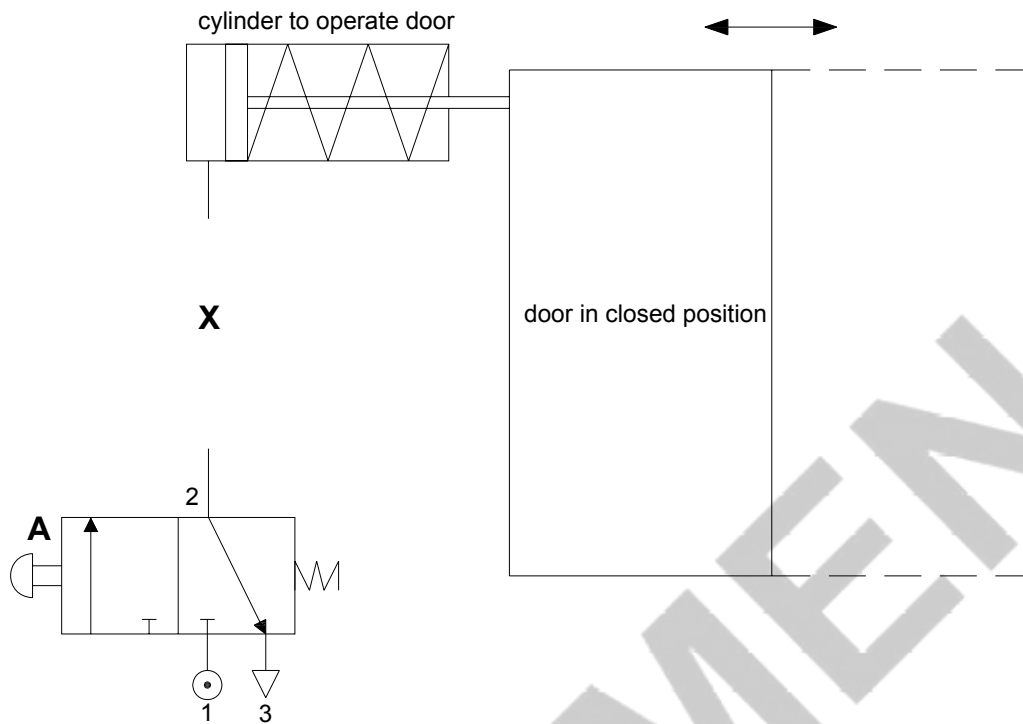 cylinder to operate door
X
door in closed position
2
A
1 3